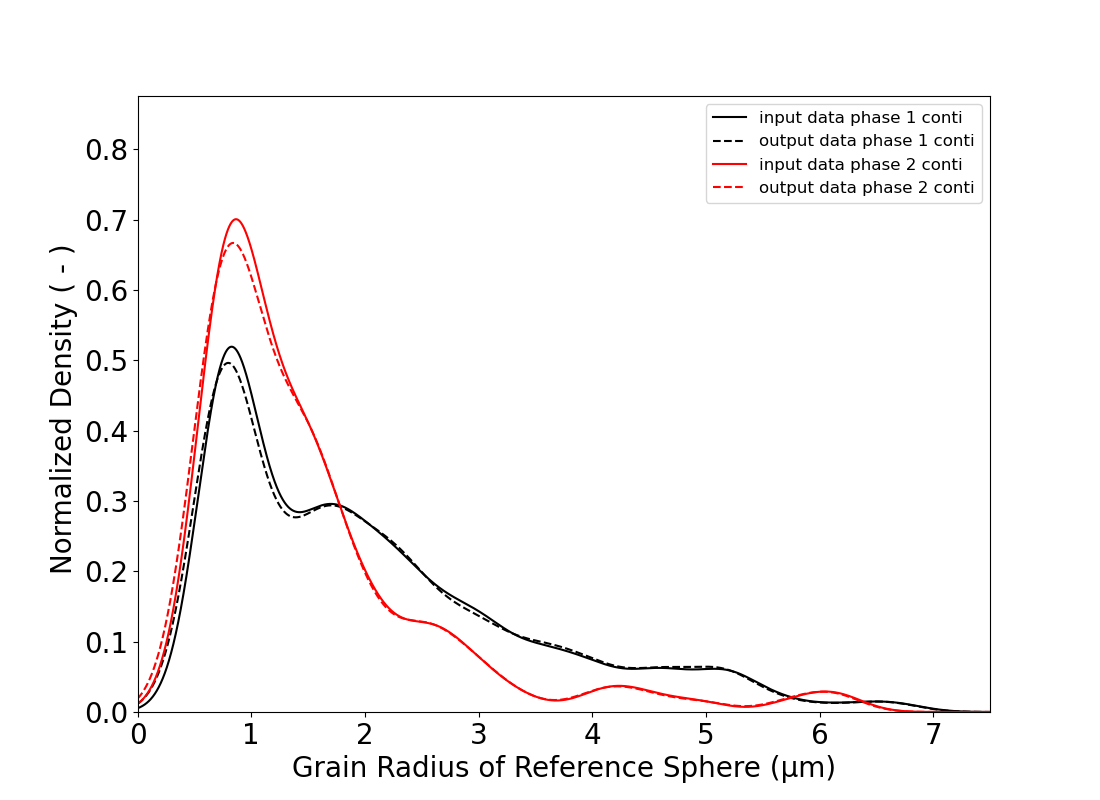 input data phase 1 conti
output data phase 1 conti
input data phase 2 conti
output data phase 2 conti
Normalized Density ( - )
0.8
0.7
0.6
0.5
0.4
0.3
0.2
0.1
0.0
0 1 2 3 4 5 6 7
Grain Radius of Reference Sphere (μm)